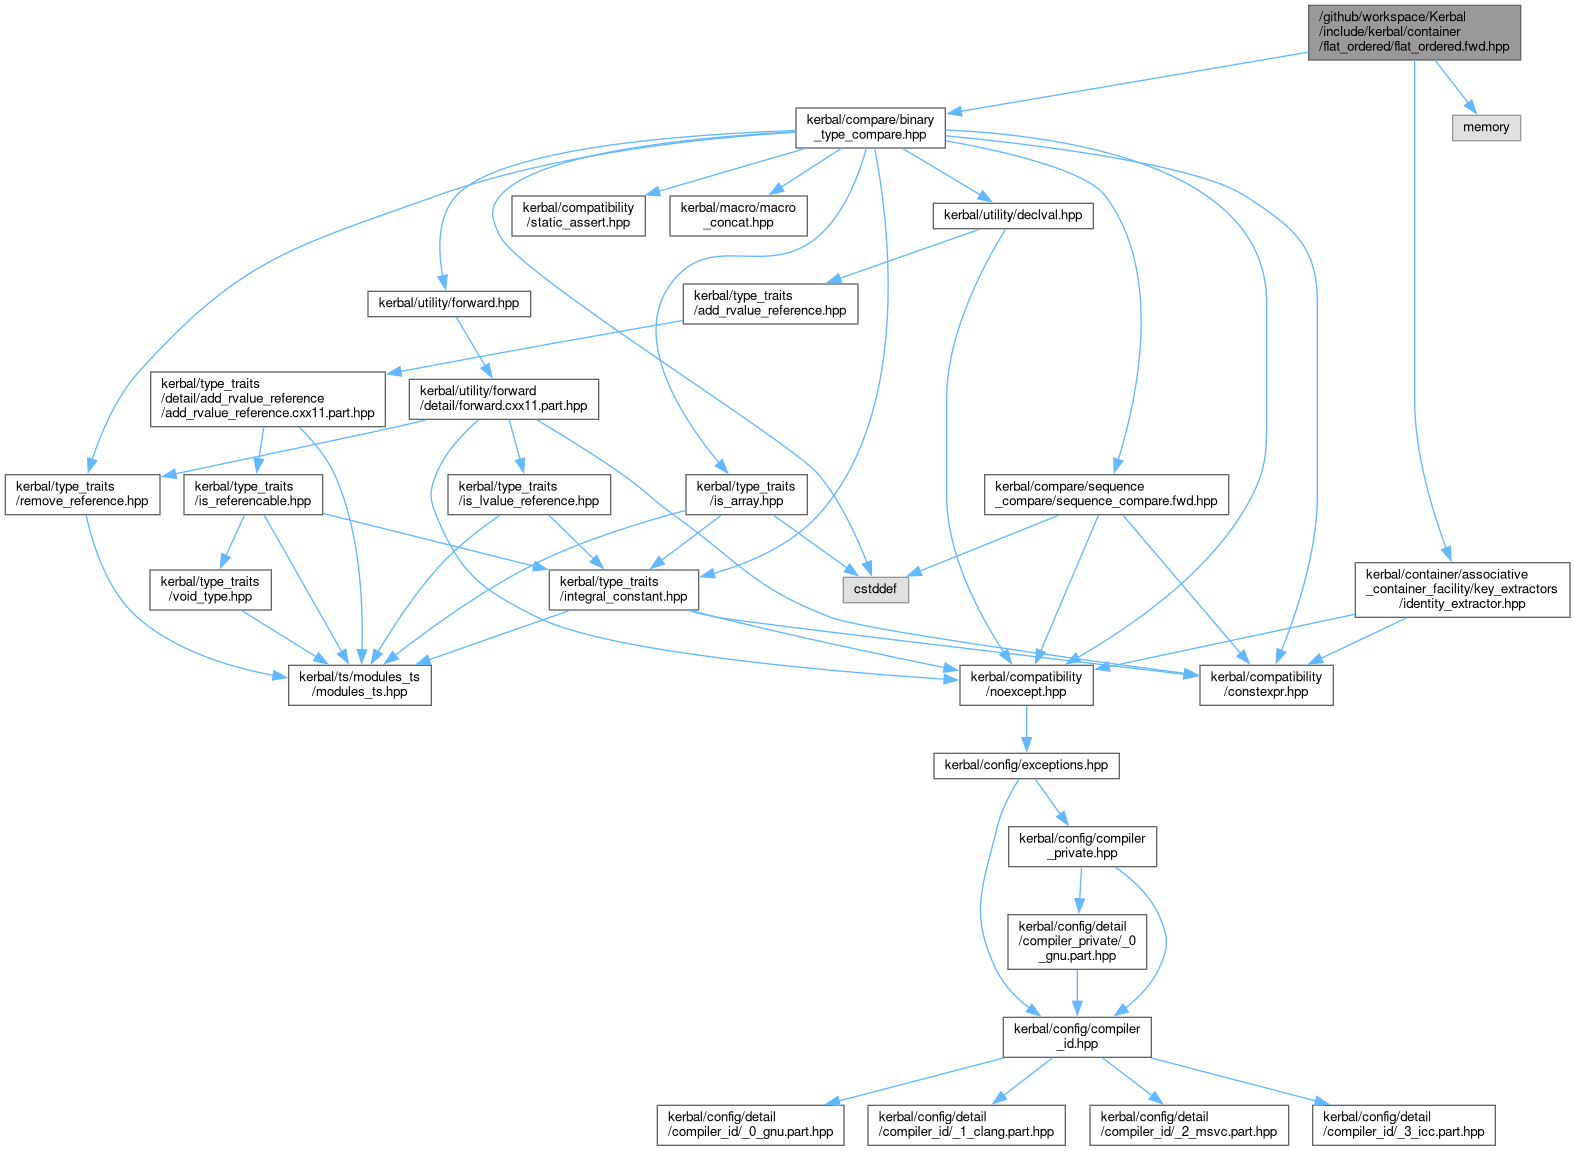 /github/workspace/Kerbal
/include/kerbal/container
/flat_ordered/flat_ordered.fwd.hpp
kerbal/compare/binary
_type_compare.hpp
memory
kerbal/compatibility
/static_assert.hpp
kerbal/macro/macro
_concat.hpp
kerbal/utility/declval.hpp
kerbal/utility/forward.hpp
kerbal/type_traits
/add_rvalue_reference.hpp
kerbal/type_traits
/detail/add_rvalue_reference
/add_rvalue_reference.cxx11.part.hpp
kerbal/utility/forward
/detail/forward.cxx11.part.hpp
kerbal/type_traits
/remove_reference.hpp
kerbal/type_traits
/is_referencable.hpp
kerbal/type_traits
/is_lvalue_reference.hpp
kerbal/type_traits
/is_array.hpp
kerbal/compare/sequence
_compare/sequence_compare.fwd.hpp
kerbal/type_traits
/void_type.hpp
kerbal/type_traits
/integral_constant.hpp
cstddef
kerbal/container/associative
_container_facility/key_extractors
/identity_extractor.hpp
kerbal/ts/modules_ts
/modules_ts.hpp
kerbal/compatibility
/noexcept.hpp
kerbal/compatibility
/constexpr.hpp
kerbal/config/exceptions.hpp
kerbal/config/compiler
_private.hpp
kerbal/config/detail
/compiler_private/_0
_gnu.part.hpp
kerbal/config/compiler
_id.hpp
kerbal/config/detail
/compiler_id/_0_gnu.part.hpp
kerbal/config/detail
/compiler_id/_1_clang.part.hpp
kerbal/config/detail
/compiler_id/_2_msvc.part.hpp
kerbal/config/detail
/compiler_id/_3_icc.part.hpp